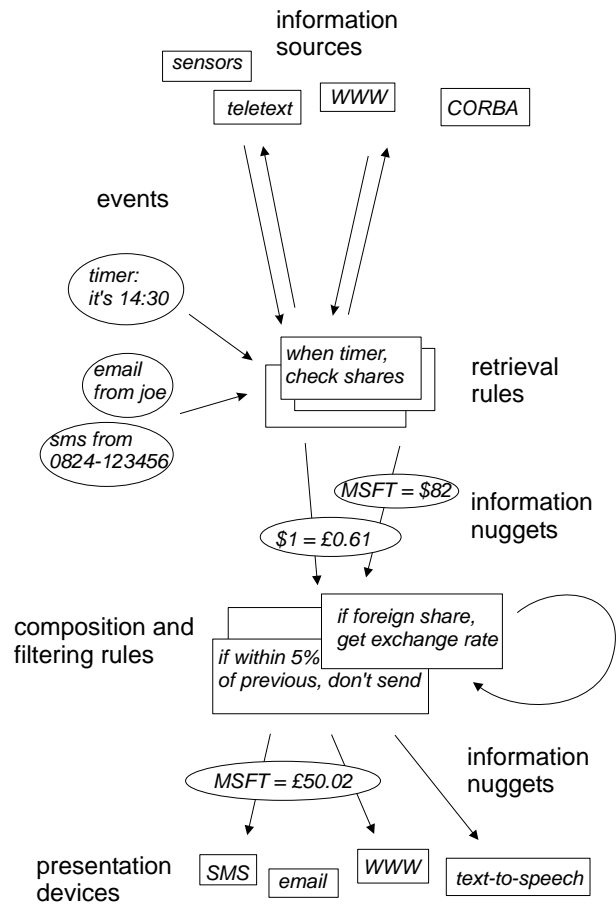 information
sources
sensors
teletext
WWW
CORBA
events
timer:
it's 14:30
email
from joe
sms from
0824-123456
when timer,
check shares
retrieval
rules
MSFT = $82
$1 = £0.61
information
nuggets
composition and
filtering rules
if foreign share,
get exchange rate
if within 5%
of previous, don't send
information
nuggets
MSFT = £50.02
presentation
devices
SMS
email
WWW
text-to-speech